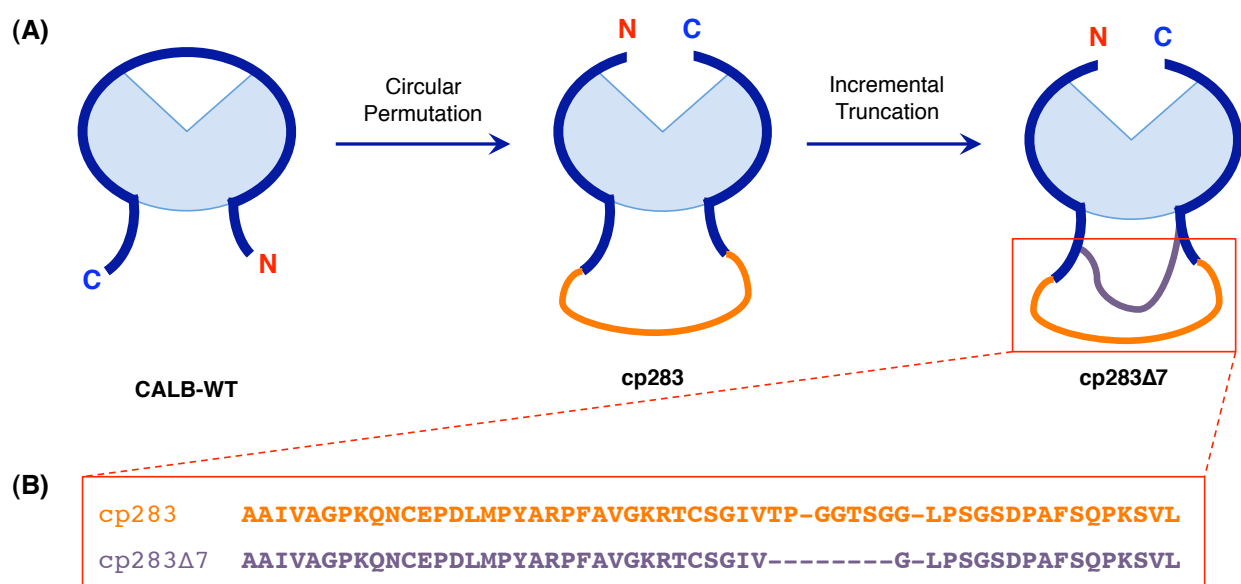 (A)
N C N C
Circular
Permutation
Incremental
Truncation
C N
CALB-WT cp283 cp283Δ7
(B)
cp283 AAIVAGPKQNCEPDLMPYARPFAVGKRTCSGIVTP-GGTSGG-LPSGSDPAFSQPKSVL
cp283Δ7 AAIVAGPKQNCEPDLMPYARPFAVGKRTCSGIV--------G-LPSGSDPAFSQPKSVL